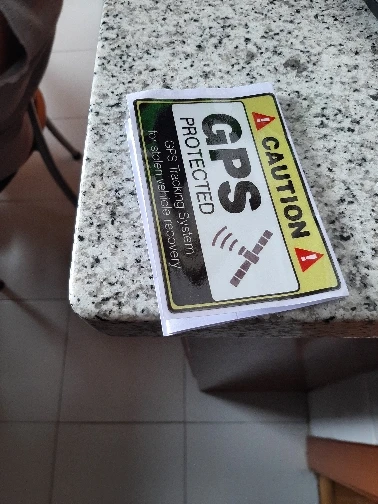 CAUTION
GPS
PROTECTED
GPS Tracking System
for stolen vehicle recovery